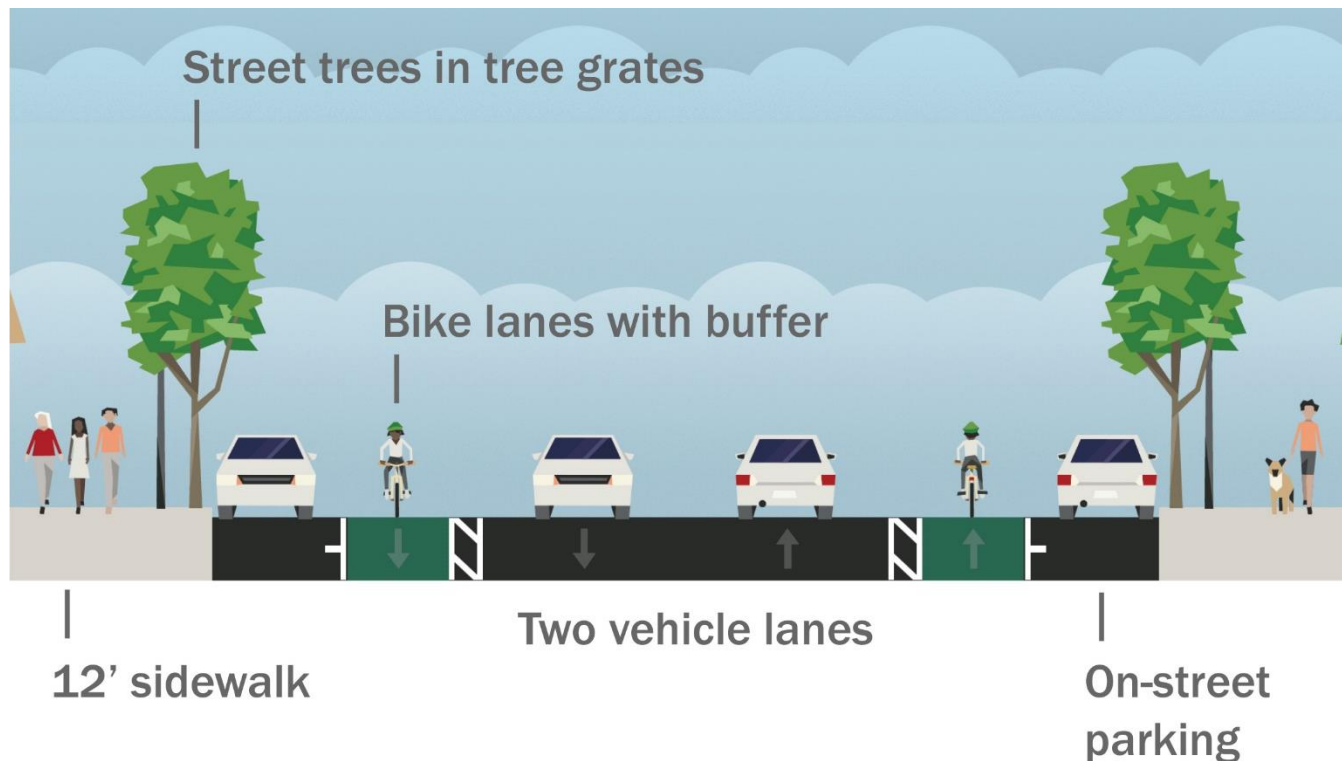 Street trees in tree grates
Bike lanes with buffer
Two vehicle lanes
12’ sidewalk
On-street
parking